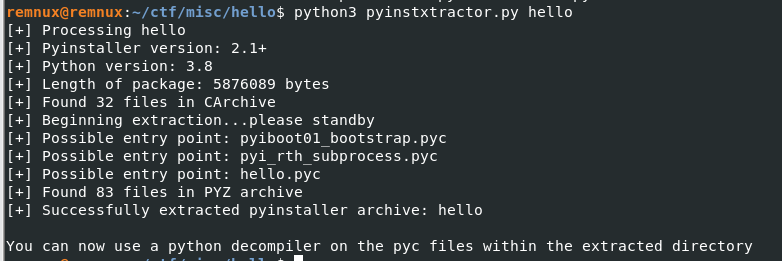 remnux@remnux:~/ctf/misc/hello$ python3 pyinstxtractor.py hello
[+] Processing hello
[+] Pyinstaller version: 2.1+
[+] Python version: 3.8
[+] Length of package: 5876089 bytes
[+] Found 32 files in CArchive
[+] Beginning extraction...please standby
[+] Possible entry point: pyiboot01_bootstrap.pyc
[+] Possible entry point: pyi_rth_subprocess.pyc
[+] Possible entry point: hello.pyc
[+] Found 83 files in PYZ archive
[+] Successfully extracted pyinstaller archive: hello
You can now use a python decompiler on the pyc files within the extracted directory